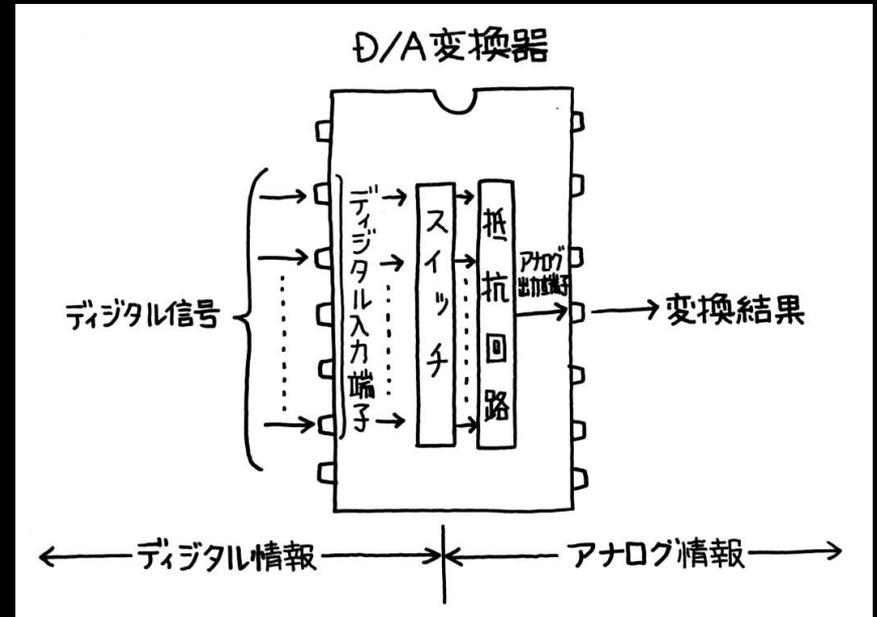 D/A変換器
ディジタル信号
ディジタル入力端子
スイッチ
抵抗回路
アナログ
出力端子
変換結果
ディジタル情報
アナログ情報